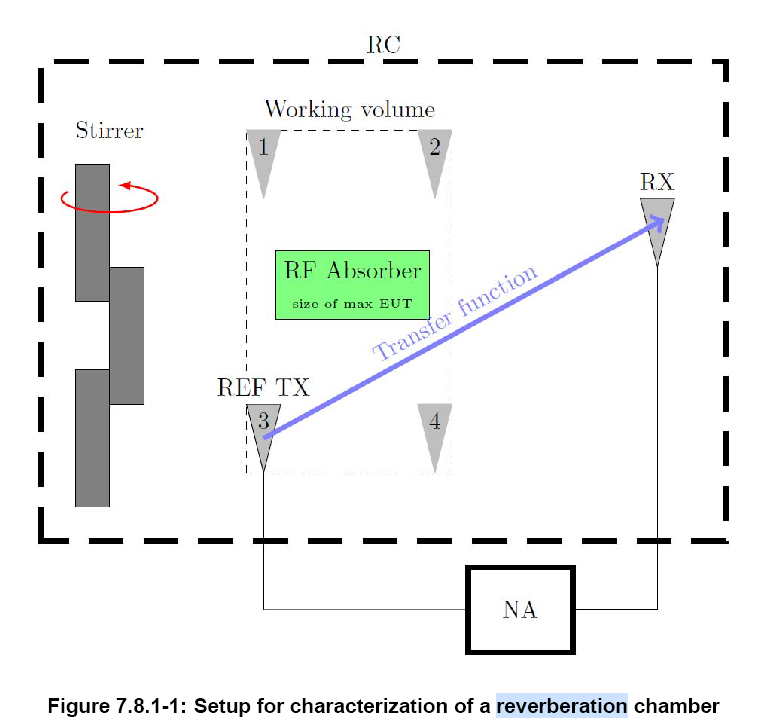 RC
Working volume
Stirrer
1
2
RX
RF Absorber
size of max EUT
Transfer function
REF TX
3
4
NA
Figure 7.8.1-1: Setup for characterization of a reverberation chamber